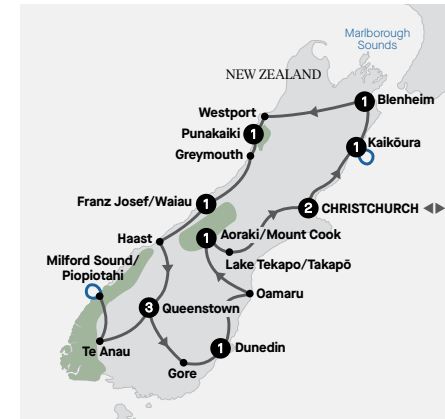 Marlborough
Sounds
NEW ZEALAND
Blenheim
1
Westport
Punakaiki
1
Kaikōura
1
Greymouth
Franz Josef/Waiau
1
2
CHRISTCHURCH
Haast
Aoraki/Mount Cook
1
Milford Sound/
Piopiotahi
Lake Tekapo/Takapō
Oamaru
3
Queenstown
Te Anau
1
Dunedin
Gore